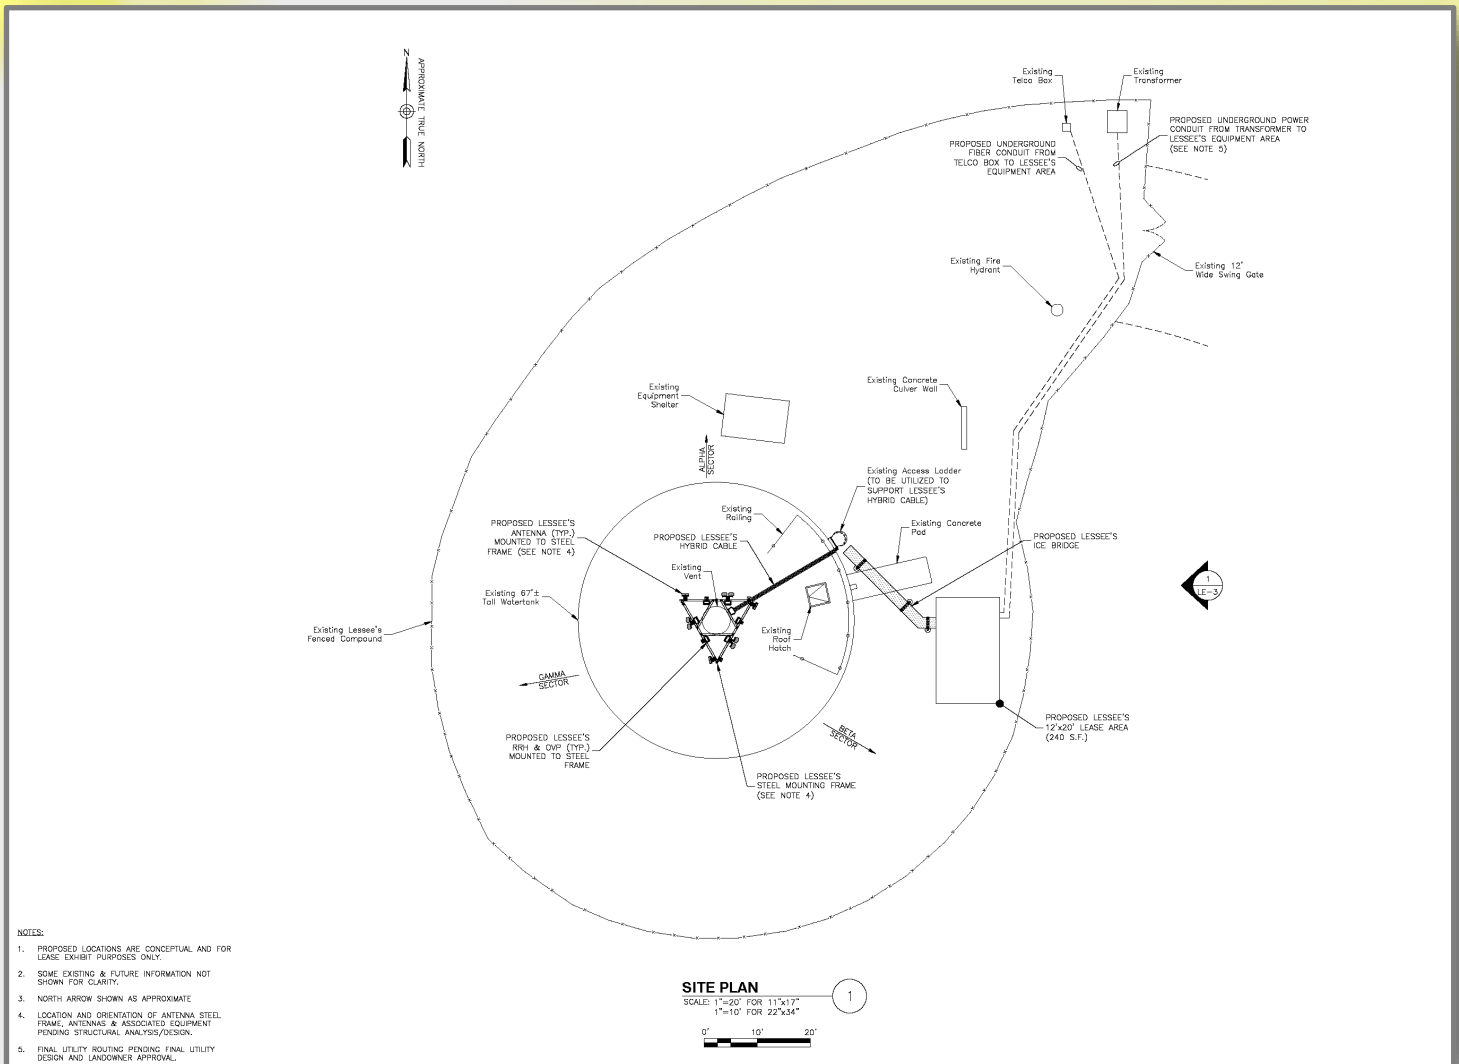 N
APPROXIMATE TRUE NORTH
Existing
Telco Box
Existing
Transformer
PROPOSED UNDERGROUND POWER
CONDUIT FROM TRANSFORMER TO
LESSEE'S EQUIPMENT AREA
(SEE NOTE 5)
PROPOSED UNDERGROUND
FIBER CONDUIT FROM
TELCO BOX TO LESSEE'S
EQUIPMENT AREA
Existing Fire
Hydrant
Existing 12'
Wide Swing Gate
Existing
Equipment
Shelter
Existing Concrete
Culver Wall
ALPHA
SECTOR
Existing Access Ladder
(TO BE UTILIZED TO
SUPPORT LESSEE'S
HYBRID CABLE)
Existing
Railing
PROPOSED LESSEE'S
ANTENNA (TYP.)
MOUNTED TO STEEL
FRAME (SEE NOTE 4)
PROPOSED LESSEE'S
HYBRID CABLE
Existing Concrete
Pad
PROPOSED LESSEE'S
ICE BRIDGE
Existing
Vent
Existing 67'±
Tall Watertank
1
LE-3
Existing Lessee's
Fenced Compound
Existing
Roof
Hatch
GAMMA
SECTOR
BETA
SECTOR
PROPOSED LESSEE'S
12'x20' LEASE AREA
(240 S.F.)
PROPOSED LESSEE'S
RRH & OVP (TYP.)
MOUNTED TO STEEL
FRAME
PROPOSED LESSEE'S
STEEL MOUNTING FRAME
(SEE NOTE 4)
NOTES:
1. PROPOSED LOCATIONS ARE CONCEPTUAL AND FOR
LEASE EXHIBIT PURPOSES ONLY.
2. SOME EXISTING & FUTURE INFORMATION NOT
SHOWN FOR CLARITY.
3. NORTH ARROW SHOWN AS APPROXIMATE
4. LOCATION AND ORIENTATION OF ANTENNA STEEL
FRAME, ANTENNAS & ASSOCIATED EQUIPMENT
PENDING STRUCTURAL ANALYSIS/DESIGN.
5. FINAL UTILITY ROUTING PENDING FINAL UTILITY
DESIGN AND LANDOWNER APPROVAL.
SITE PLAN
1
SCALE: 1"=20' FOR 11"x17"
1"=10' FOR 22"x34"
0' 10' 20'